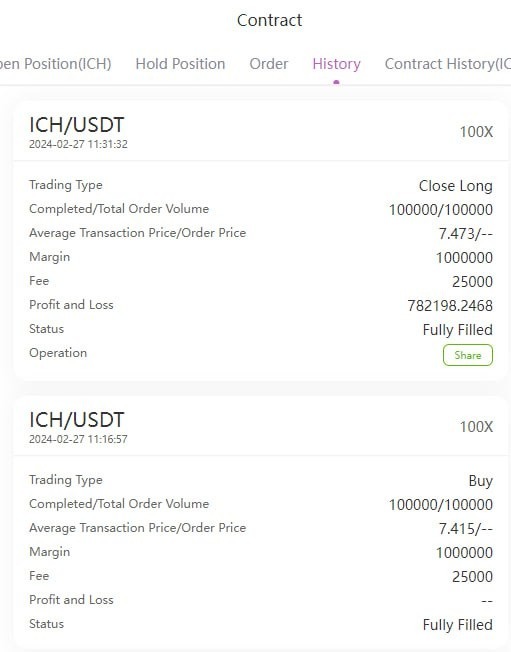 Contract
pen Position(ICH) Hold Position Order History Contract History(IC
ICH/USDT
100X
2024-02-27 11:31:32
Trading Type Close Long
Completed/Total Order Volume 100000/100000
Average Transaction Price/Order Price 7.473/--
Margin 1000000
Fee 25000
Profit and Loss 782198.2468
Status Fully Filled
Operation Share
ICH/USDT
100X
2024-02-27 11:16:57
Trading Type Buy
Completed/Total Order Volume 100000/100000
Average Transaction Price/Order Price 7.415/--
Margin 1000000
Fee 25000
Profit and Loss --
Status Fully Filled